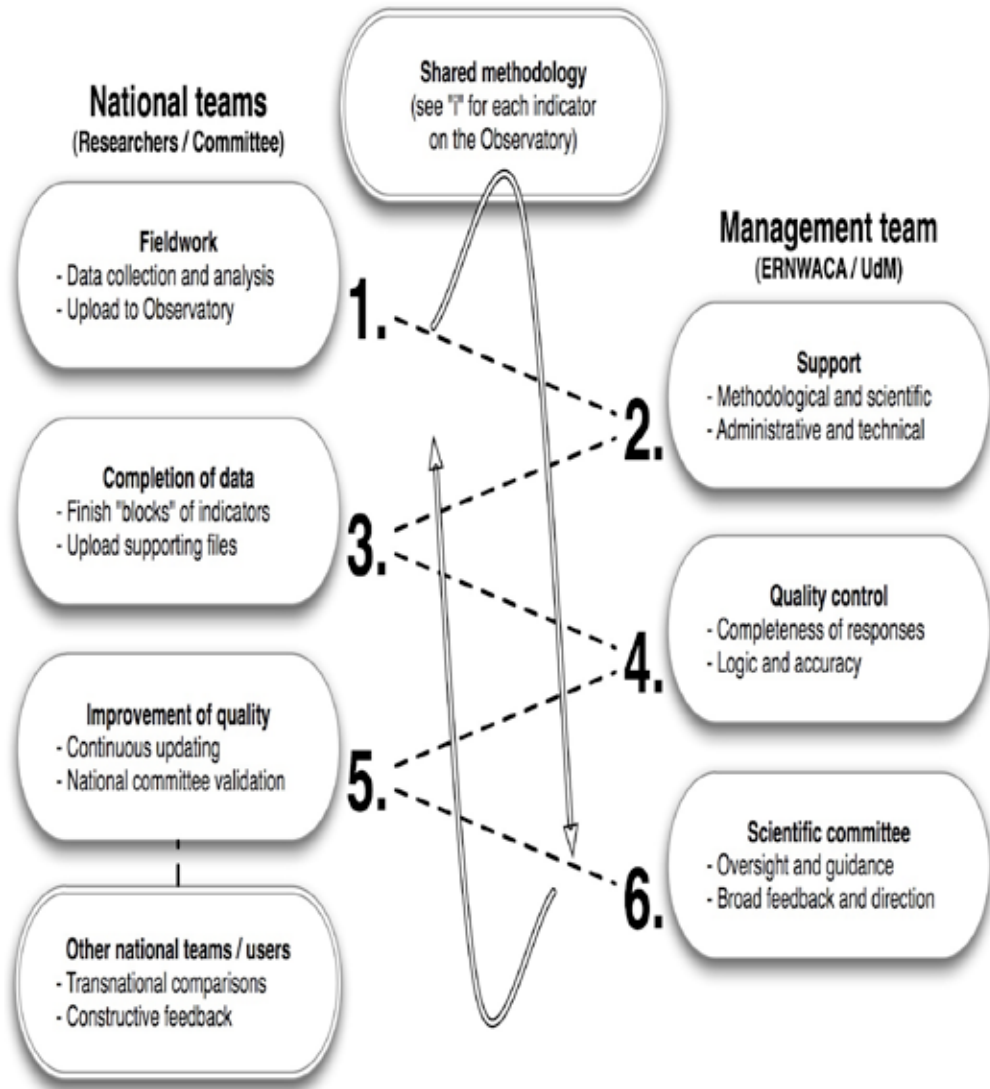 Shared methodology
(see "i" for each indicator
on the Observatory)
National teams
(Researchers / Committee)
Fieldwork
- Data collection and analysis
- Upload to Observatory
1.
Management team
(ERNWACA / UdM)
Support
- Methodological and scientific
- Administrative and technical
2.
Completion of data
- Finish "blocks" of indicators
- Upload supporting files
3.
Quality control
- Completeness of responses
- Logic and accuracy
4.
Improvement of quality
- Continuous updating
- National committee validation
5.
Scientific committee
- Oversight and guidance
- Broad feedback and direction
6.
Other national teams / users
- Transnational comparisons
- Constructive feedback